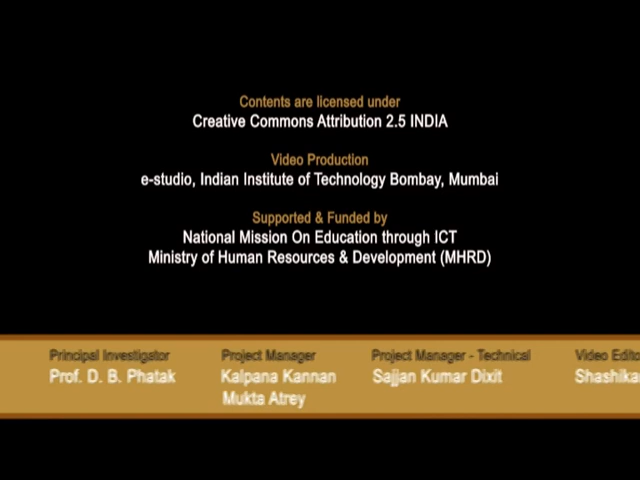 Contents are licensed under
Creative Commons Attribution 2.5 INDIA
Video Production
e-studio, Indian Institute of Technology Bombay, Mumbai
Supported & Funded by
National Mission On Education through ICT
Ministry of Human Resources & Development (MHRD)
Principal Investigator Project Manager Project Manager - Technical Video
Prof. D. B. Phatak Kalpana Kannan Sajjan Kumar Dixit
Mukta Atrey